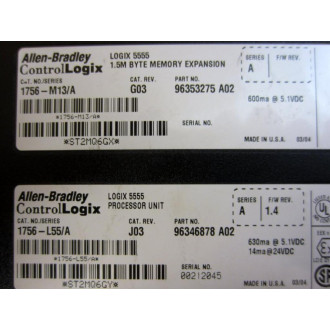 Allen-Bradley
ControlLogix
LOGIX 5555
1.5M BYTE MEMORY EXPANSION
SERIES
F/W REV.
A
CAT. NO./SERIES
CAT. REV.
PART NO.
1756-M13/A
G03
96353275 A02
600ma @ 5.1VDC
*1756-M13/A*
SERIAL NO.
*ST2M06GX*
MADE IN U.S.A. 03/04
Allen-Bradley
ControlLogix
LOGIX 5555
PROCESSOR UNIT
SERIES
F/W REV.
A
1.4
CAT. NO./SERIES
CAT. REV.
PART NO.
1756-L55/A
J03
96346878 A02
630ma @ 5.1VDC
14ma@24VDC
*1756-L55/A*
SERIAL NO.
00212045
*ST2M06GY*
MADE IN U.S.A. 03/04